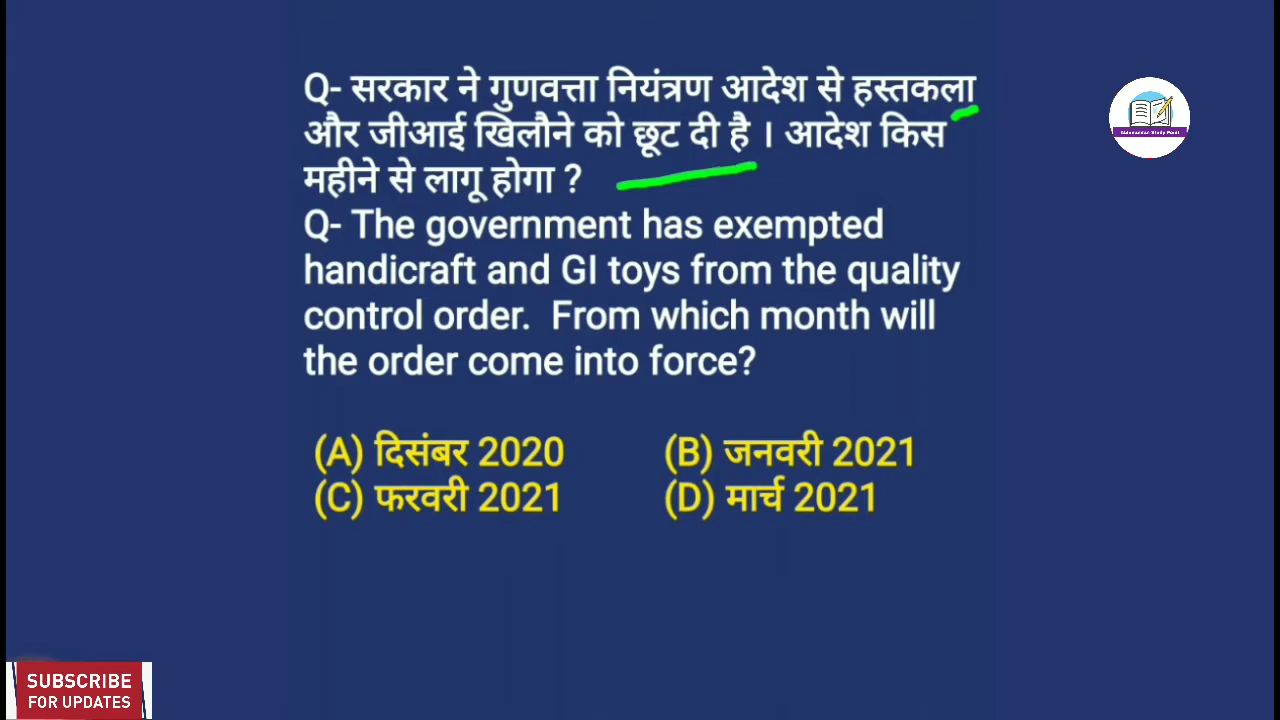 Q- सरकार ने गुणवत्ता नियंत्रण आदेश से हस्तकला
और जीआई खिलौने को छूट दी है । आदेश किस
महीने से लागू होगा ?
Q- The government has exempted
handicraft and GI toys from the quality
control order. From which month will
the order come into force?
(A) दिसंबर 2020 (B) जनवरी 2021
(C) फरवरी 2021 (D) मार्च 2021
SUBSCRIBE
FOR UPDATES